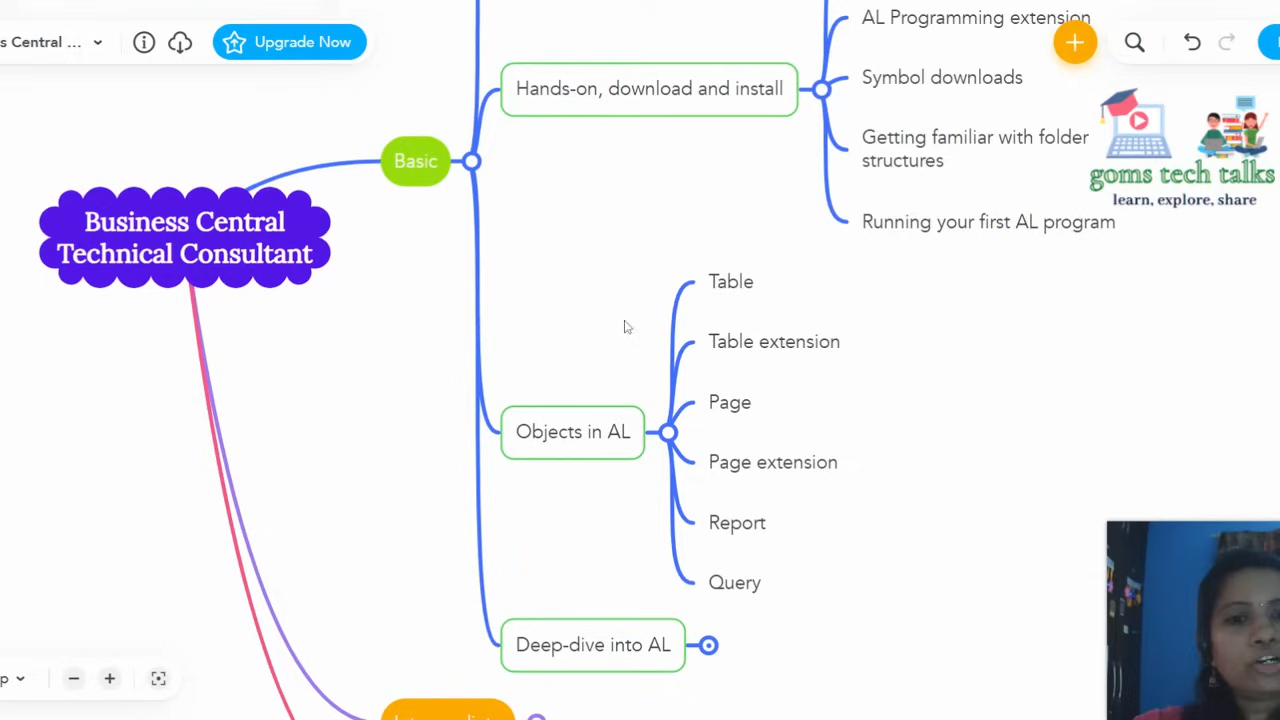 s Central ...
Upgrade Now
AL Programming extension
Hands-on, download and install
Symbol downloads
Getting familiar with folder
structures
goms tech talks
learn, explore, share
Running your first AL program
Basic
Business Central
Technical Consultant
Table
Table extension
Page
Objects in AL
Page extension
Report
Query
Deep-dive into AL
p